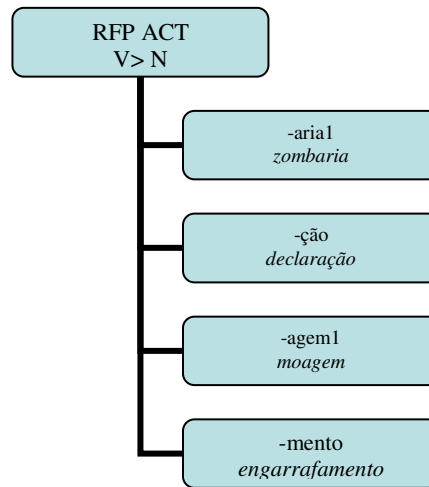 RFP ACT
V> N
-aria1
zombaria
-ção
declaração
-agem1
moagem
-mento
engarrafamento